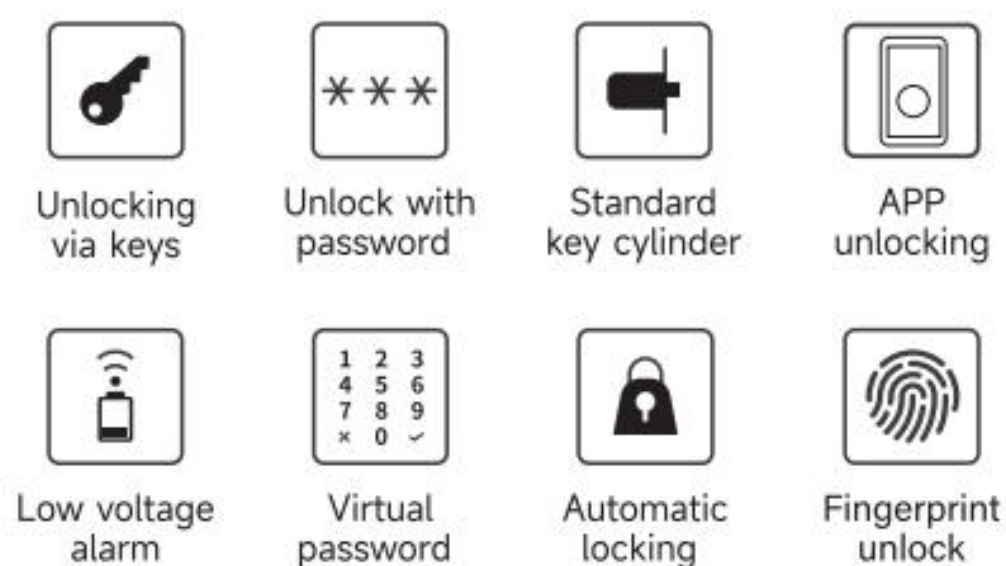 Unlocking
via keys
***
Unlock with
password
Standard
key cylinder
APP
unlocking
Low voltage
alarm
1 2 3
4 5 6
7 8 9
× 0 ✓
Virtual
password
Automatic
locking
Fingerprint
unlock